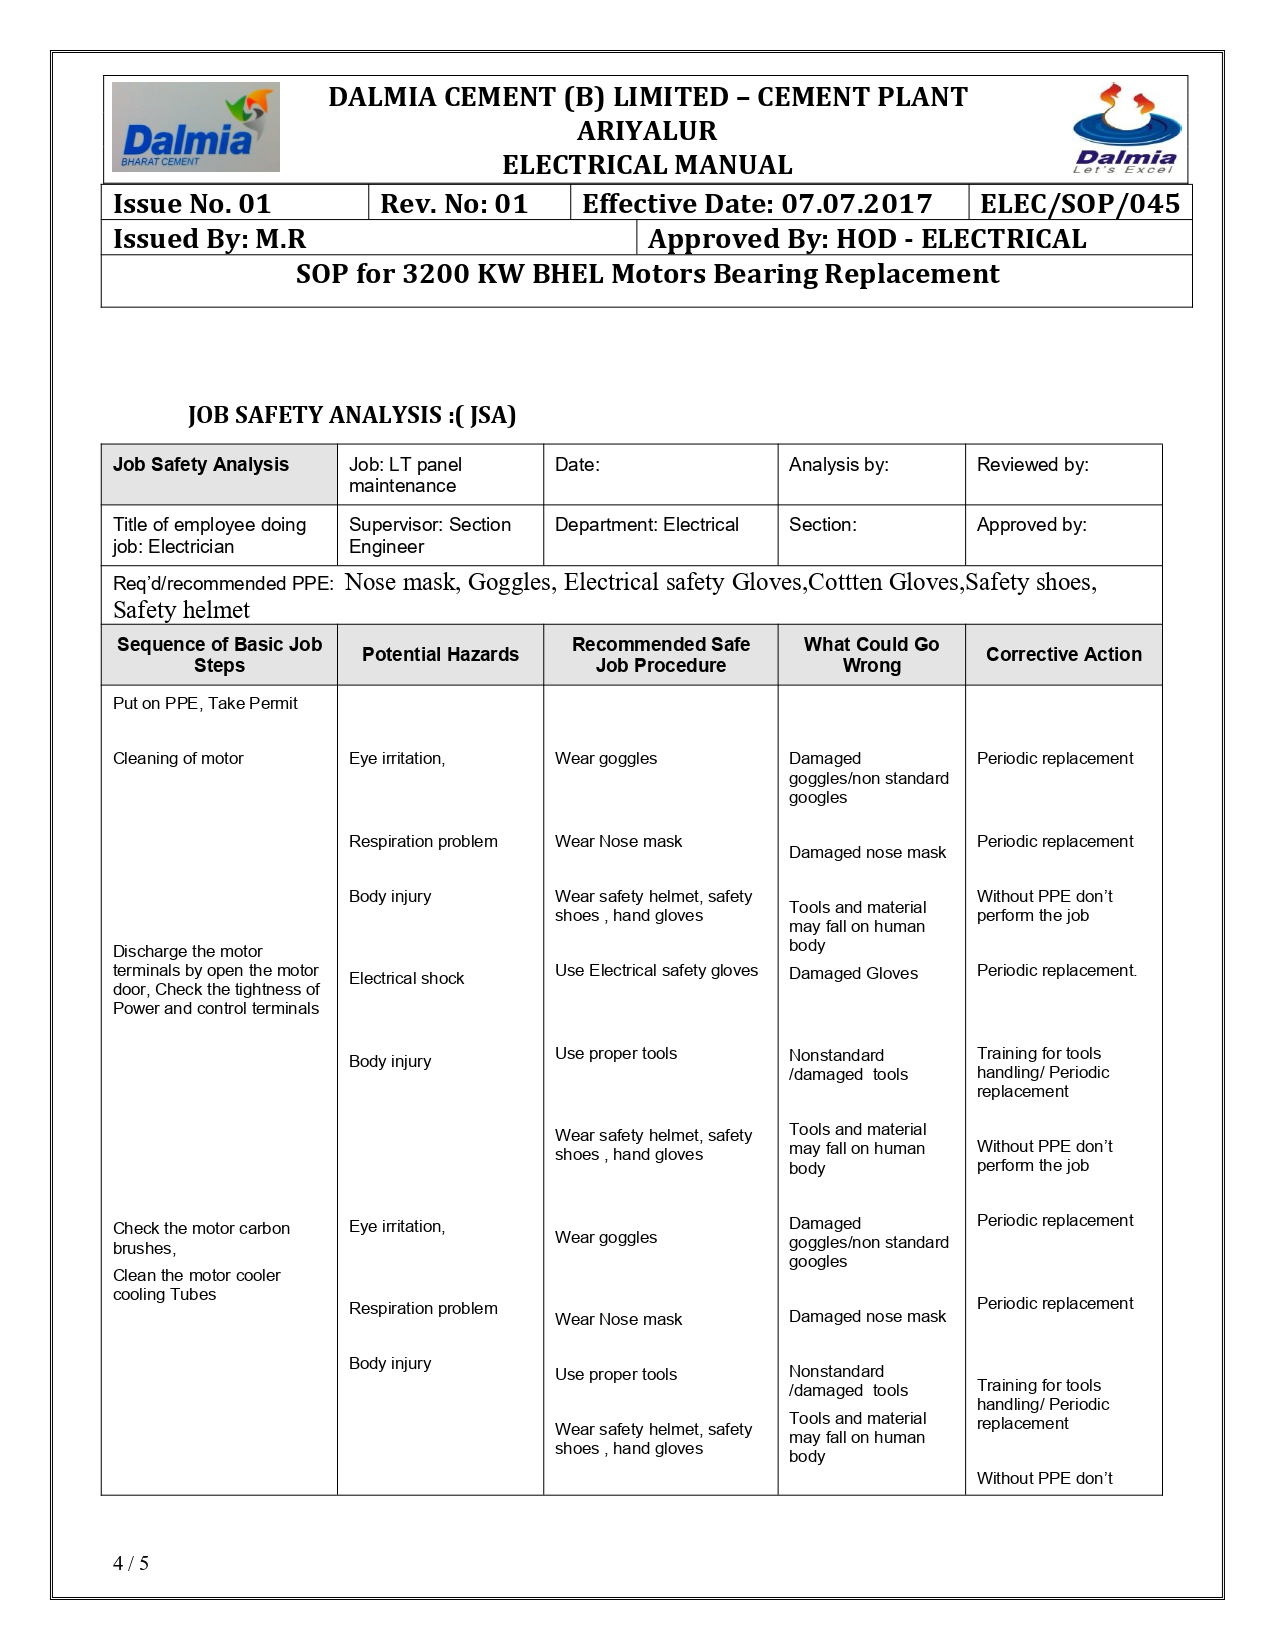 Dalmia
BHARAT CEMENT
DALMIA CEMENT (B) LIMITED – CEMENT PLANT
ARIYALUR
ELECTRICAL MANUAL
Dalmia
Let's Excel
Issue No. 01 Rev. No: 01 Effective Date: 07.07.2017 ELEC/SOP/045
Issued By: M.R Approved By: HOD - ELECTRICAL
SOP for 3200 KW BHEL Motors Bearing Replacement
JOB SAFETY ANALYSIS :( JSA)
Job Safety Analysis
Job: LT panel
maintenance
Date:
Analysis by:
Reviewed by:
Title of employee doing
job: Electrician
Supervisor: Section
Engineer
Department: Electrical
Section:
Approved by:
Req’d/recommended PPE: Nose mask, Goggles, Electrical safety Gloves,Cottten Gloves,Safety shoes,
Safety helmet
Sequence of Basic Job
Steps
Potential Hazards
Recommended Safe
Job Procedure
What Could Go
Wrong
Corrective Action
Put on PPE, Take Permit
Cleaning of motor
Discharge the motor
terminals by open the motor
door, Check the tightness of
Power and control terminals
Check the motor carbon
brushes,
Clean the motor cooler
cooling Tubes
Eye irritation,
Respiration problem
Body injury
Electrical shock
Body injury
Eye irritation,
Respiration problem
Body injury
Wear goggles
Wear Nose mask
Wear safety helmet, safety
shoes , hand gloves
Use Electrical safety gloves
Use proper tools
Wear safety helmet, safety
shoes , hand gloves
Wear goggles
Wear Nose mask
Use proper tools
Wear safety helmet, safety
shoes , hand gloves
Damaged
goggles/non standard
googles
Damaged nose mask
Tools and material
may fall on human
body
Damaged Gloves
Nonstandard
/damaged tools
Tools and material
may fall on human
body
Damaged
goggles/non standard
googles
Damaged nose mask
Nonstandard
/damaged tools
Tools and material
may fall on human
body
Periodic replacement
Periodic replacement
Without PPE don’t
perform the job
Periodic replacement.
Training for tools
handling/ Periodic
replacement
Without PPE don’t
perform the job
Periodic replacement
Periodic replacement
Training for tools
handling/ Periodic
replacement
Without PPE don’t
4 / 5